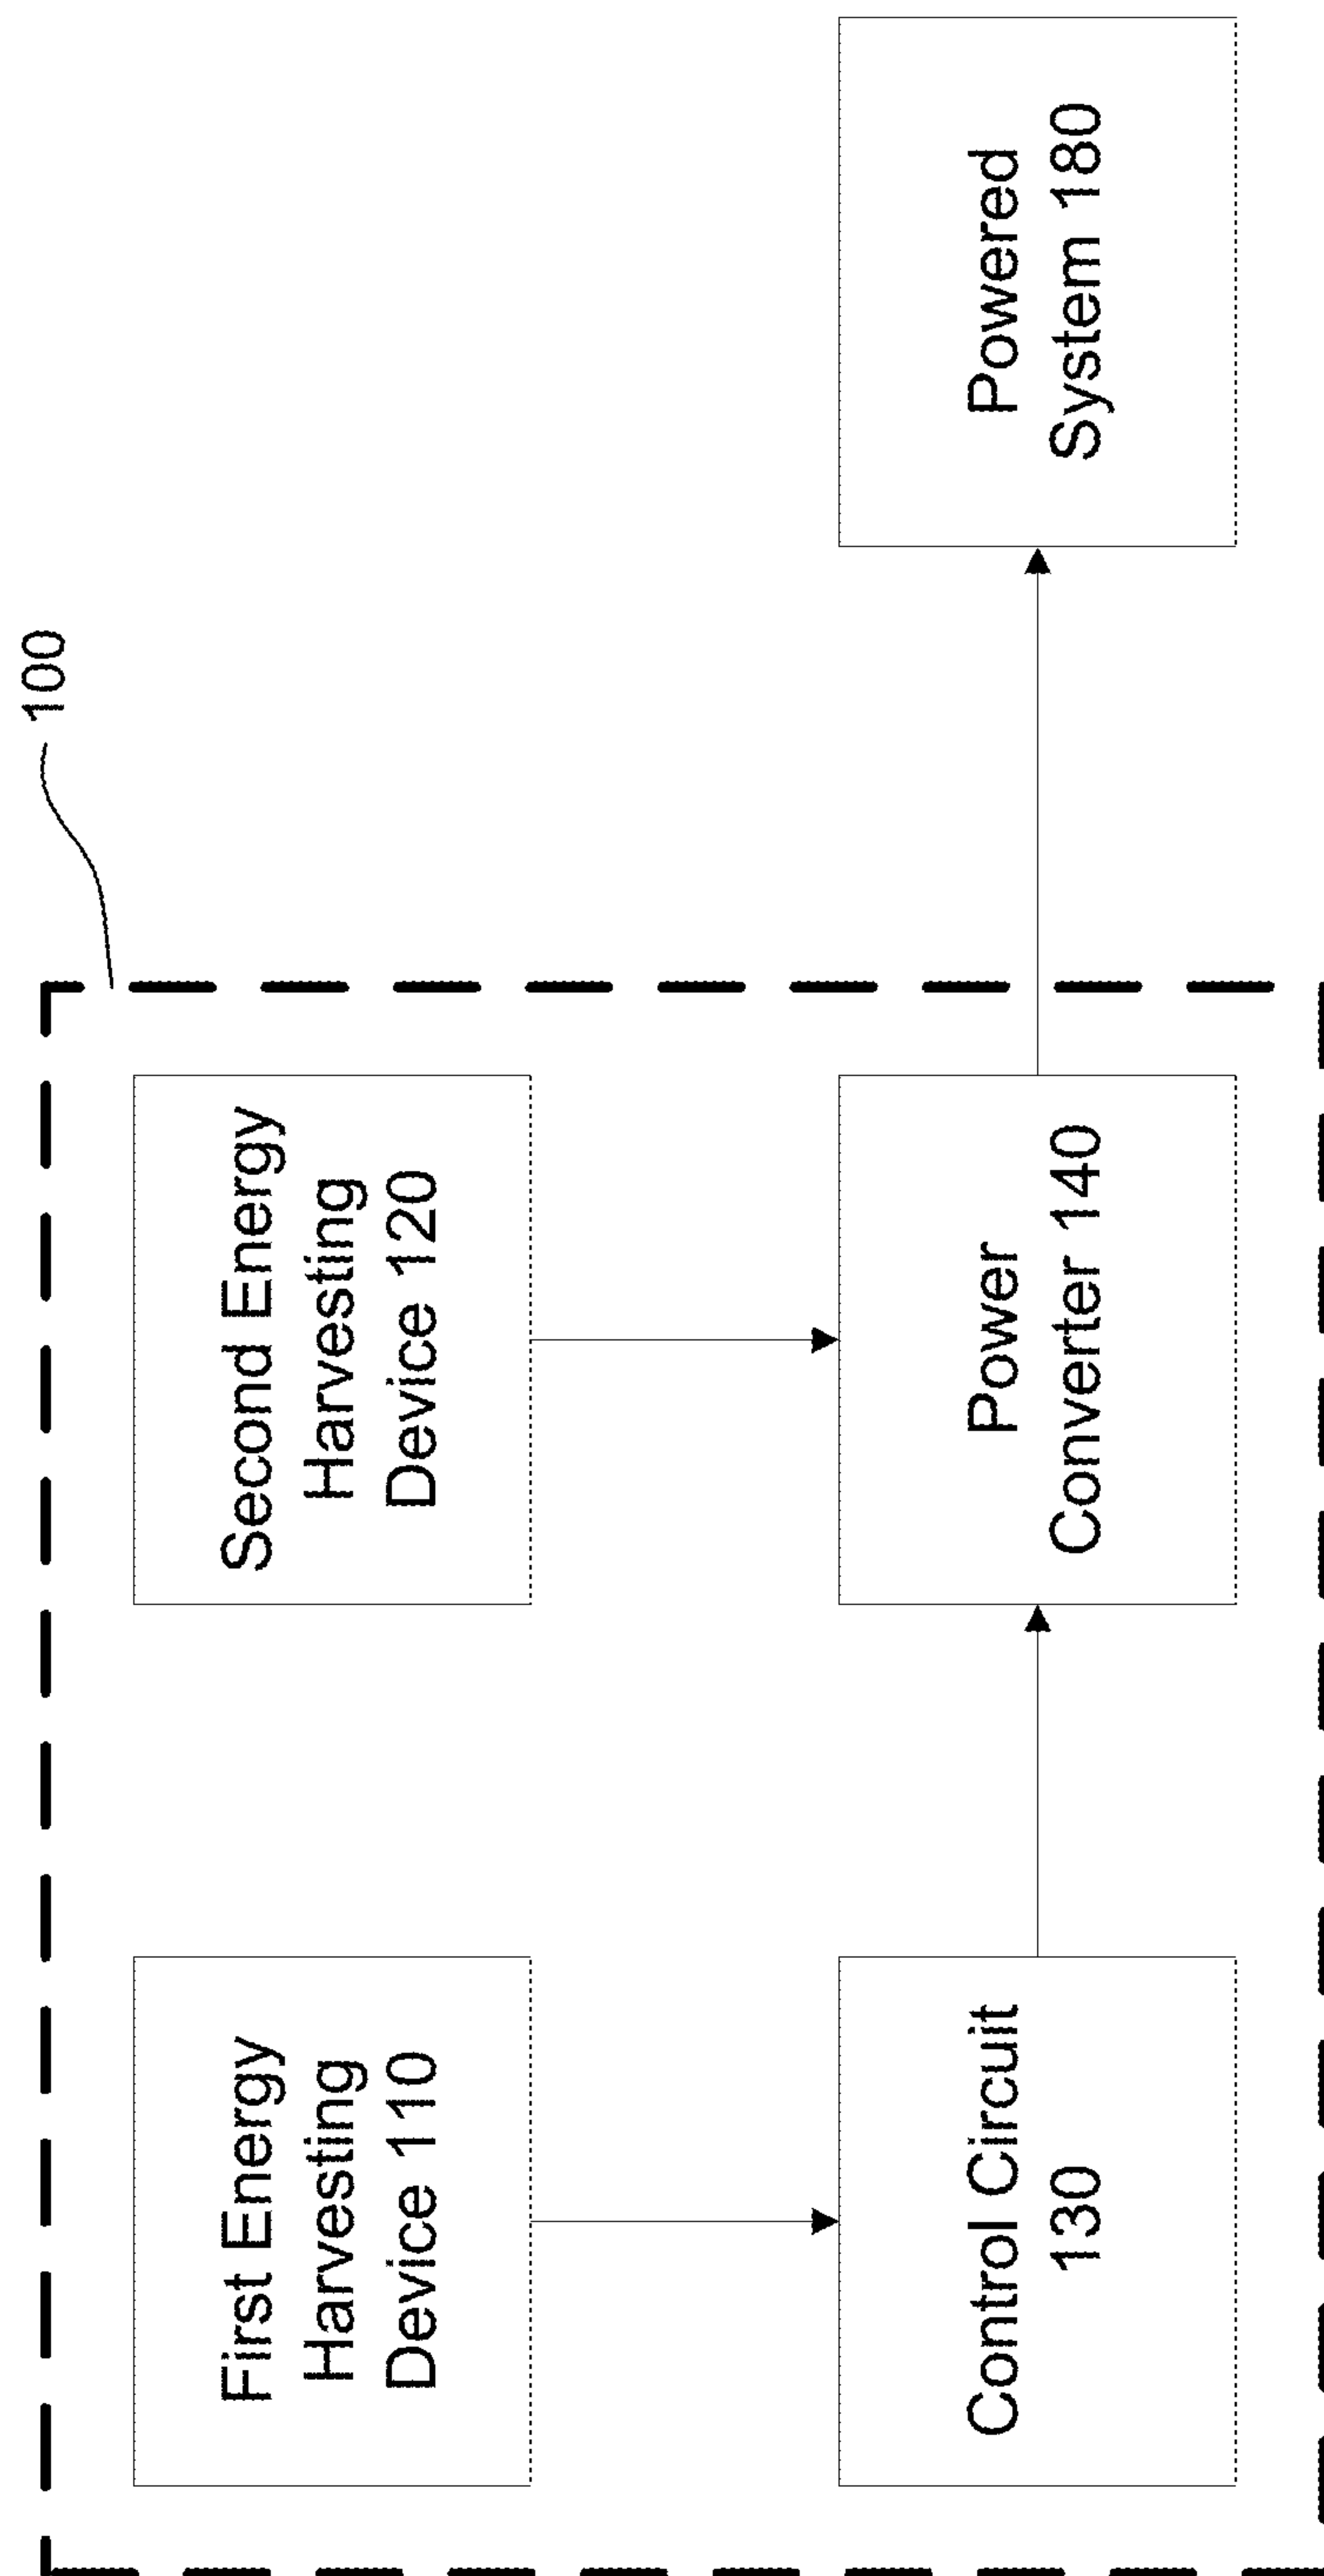 100
First Energy
Harvesting
Device 110
Second Energy
Harvesting
Device 120
Control Circuit
130
Power
Converter 140
Powered
System 180